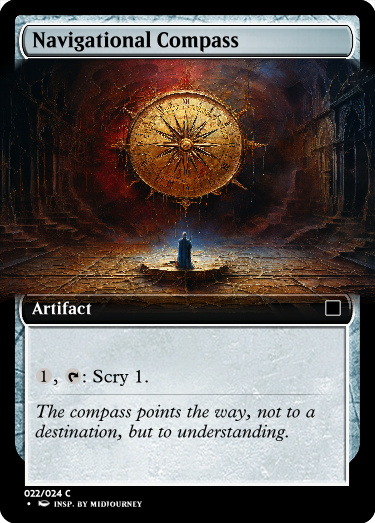 Navigational Compass
Artifact
1, : Scry 1.
The compass points the way, not to a
destination, but to understanding.
022/024 C
• INSP. BY MIDJOURNEY